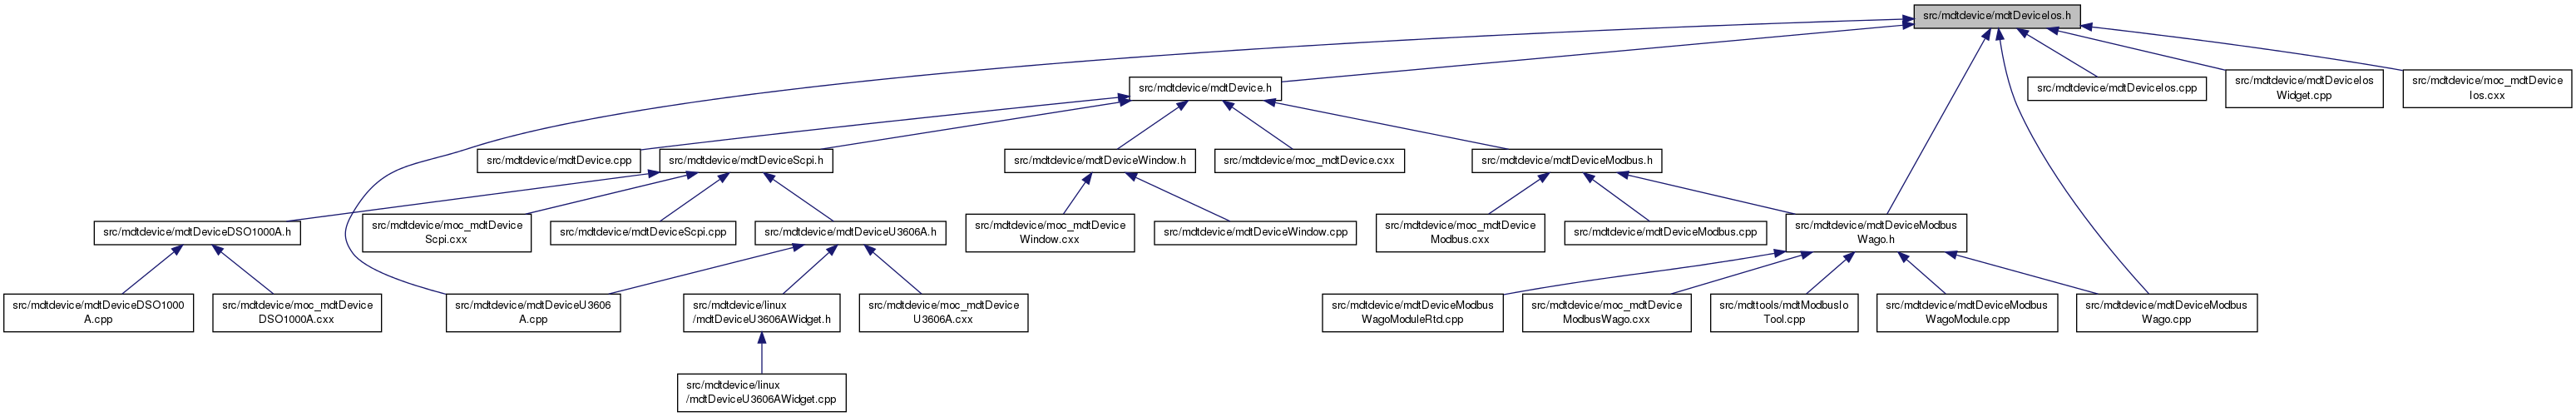 src/mdtdevice/mdtDeviceIos.h
src/mdtdevice/mdtDevice.h
src/mdtdevice/mdtDeviceIos.cpp
src/mdtdevice/mdtDeviceIos
Widget.cpp
src/mdtdevice/moc_mdtDevice
Ios.cxx
src/mdtdevice/mdtDevice.cpp
src/mdtdevice/mdtDeviceScpi.h
src/mdtdevice/mdtDeviceWindow.h
src/mdtdevice/moc_mdtDevice.cxx
src/mdtdevice/mdtDeviceModbus.h
src/mdtdevice/mdtDeviceDSO1000A.h
src/mdtdevice/moc_mdtDevice
Scpi.cxx
src/mdtdevice/mdtDeviceScpi.cpp
src/mdtdevice/mdtDeviceU3606A.h
src/mdtdevice/moc_mdtDevice
Window.cxx
src/mdtdevice/mdtDeviceWindow.cpp
src/mdtdevice/moc_mdtDevice
Modbus.cxx
src/mdtdevice/mdtDeviceModbus.cpp
src/mdtdevice/mdtDeviceModbus
Wago.h
src/mdtdevice/mdtDeviceDSO1000
A.cpp
src/mdtdevice/moc_mdtDevice
DSO1000A.cxx
src/mdtdevice/mdtDeviceU3606
A.cpp
src/mdtdevice/linux
/mdtDeviceU3606AWidget.h
src/mdtdevice/moc_mdtDevice
U3606A.cxx
src/mdtdevice/mdtDeviceModbus
WagoModuleRtd.cpp
src/mdtdevice/moc_mdtDevice
ModbusWago.cxx
src/mdttools/mdtModbusIo
Tool.cpp
src/mdtdevice/mdtDeviceModbus
WagoModule.cpp
src/mdtdevice/mdtDeviceModbus
Wago.cpp
src/mdtdevice/linux
/mdtDeviceU3606AWidget.cpp